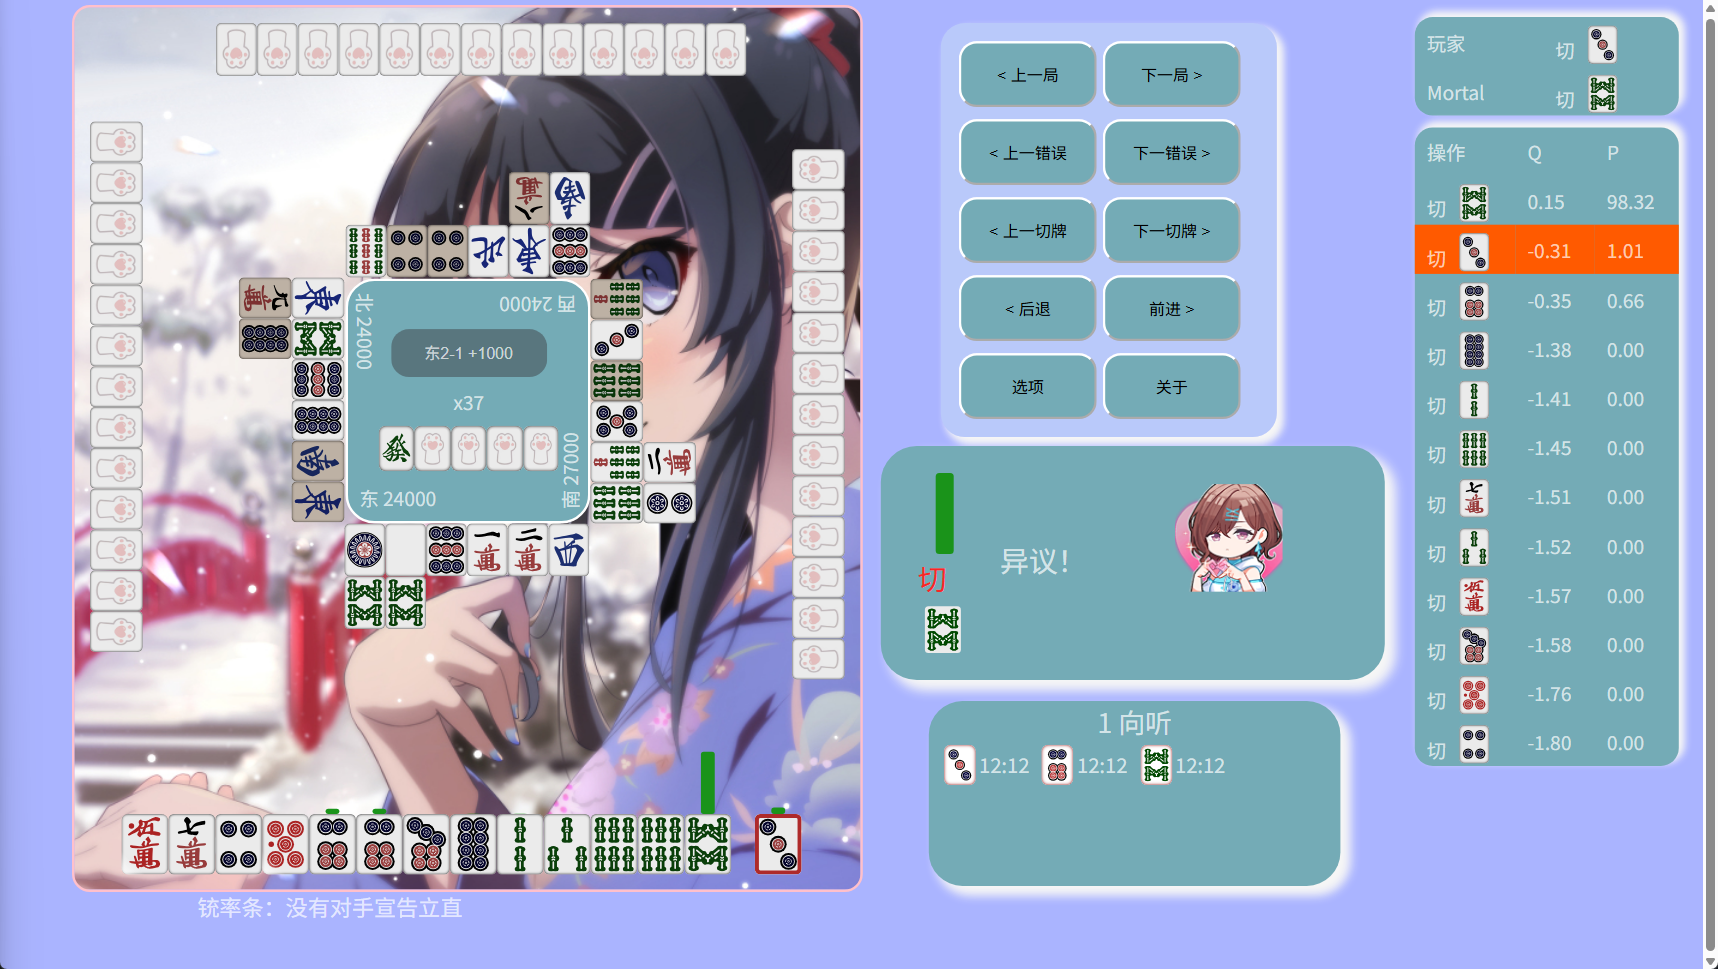 北 24000
西 24000
东2-1 +1000
x37
南 27000
东 24000
铳率条：没有对手宣告立直
< 上一局
下一局 >
< 上一错误
下一错误 >
< 上一切牌
下一切牌 >
< 后退
前进 >
选项
关于
切
异议！
1 向听
12:12
12:12
12:12
玩家 切
Mortal 切
操作 Q P
切 0.15 98.32
切 -0.31 1.01
切 -0.35 0.66
切 -1.38 0.00
切 -1.41 0.00
切 -1.45 0.00
切 -1.51 0.00
切 -1.52 0.00
切 -1.57 0.00
切 -1.58 0.00
切 -1.76 0.00
切 -1.80 0.00